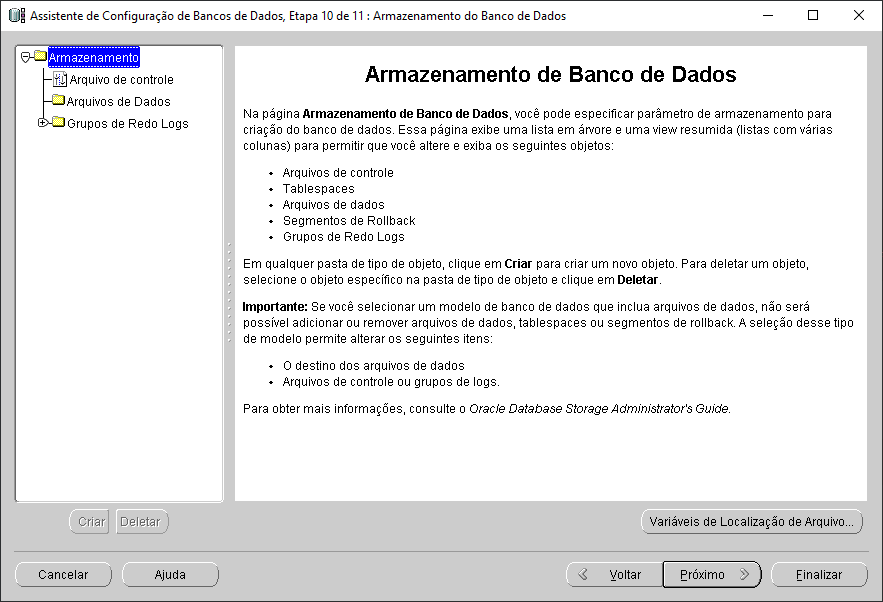 Assistente de Configuração de Bancos de Dados, Etapa 10 de 11 : Armazenamento do Banco de Dados
Armazenamento
Arquivo de controle
Arquivos de Dados
Grupos de Redo Logs
Armazenamento de Banco de Dados
Na página Armazenamento de Banco de Dados, você pode especificar parâmetro de armazenamento para
criação do banco de dados. Essa página exibe uma lista em árvore e uma view resumida (listas com várias
colunas) para permitir que você altere e exiba os seguintes objetos:
• Arquivos de controle
• Tablespaces
• Arquivos de dados
• Segmentos de Rollback
• Grupos de Redo Logs
Em qualquer pasta de tipo de objeto, clique em Criar para criar um novo objeto. Para deletar um objeto,
selecione o objeto específico na pasta de tipo de objeto e clique em Deletar.
Importante: Se você selecionar um modelo de banco de dados que inclua arquivos de dados, não será
possível adicionar ou remover arquivos de dados, tablespaces ou segmentos de rollback. A seleção desse tipo
de modelo permite alterar os seguintes itens:
• O destino dos arquivos de dados
• Arquivos de controle ou grupos de logs.
Para obter mais informações, consulte o Oracle Database Storage Administrator's Guide.
Criar
Deletar
Variáveis de Localização de Arquivo...
Cancelar
Ajuda
Voltar
Próximo
Finalizar